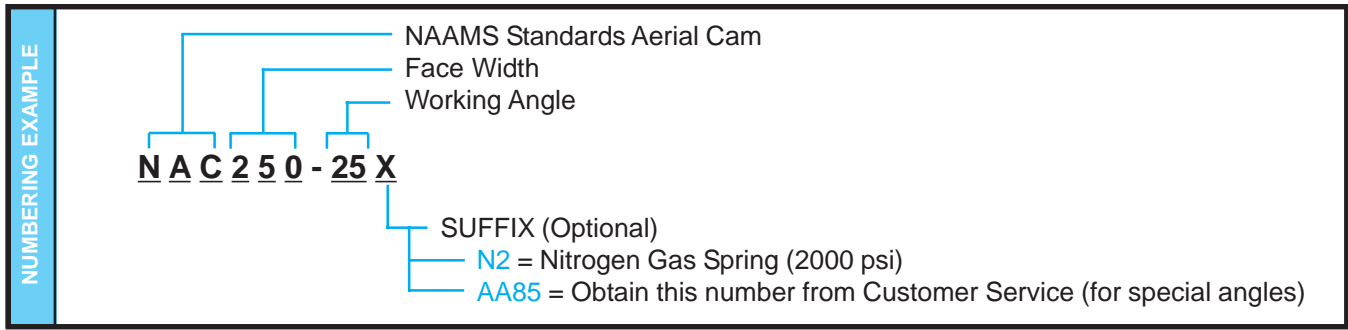 NUMBERING EXAMPLE
NAAMS Standards Aerial Cam
Face Width
Working Angle
N A C 2 5 0 - 25 X
SUFFIX (Optional)
N2 = Nitrogen Gas Spring (2000 psi)
AA85 = Obtain this number from Customer Service (for special angles)